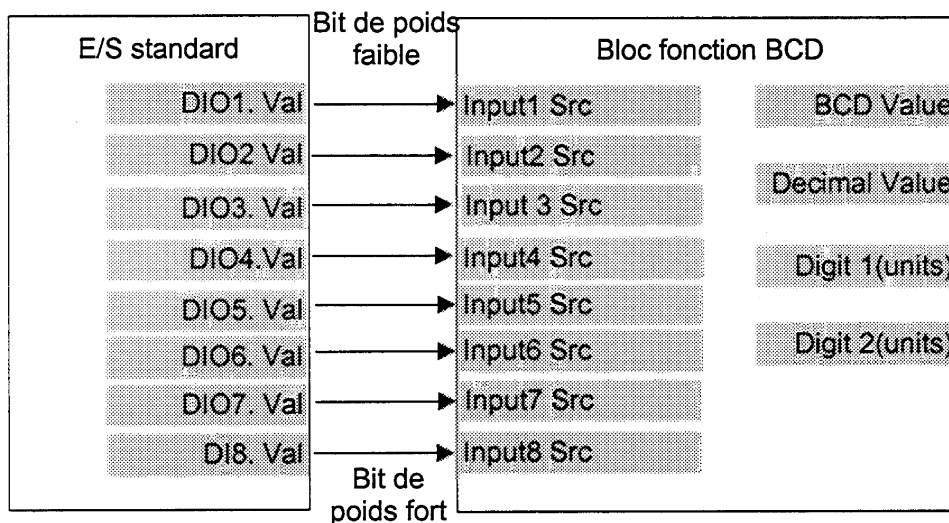 Bit de poids
faible
E/S standard
Bloc fonction BCD
DIO1. Val
Input1 Src
BCD Value
DIO2 Val
Input2 Src
Decimal Value
DIO3. Val
Input 3 Src
DIO4.Val
Input4 Src
Digit 1(units)
DIO5. Val
Input5 Src
DIO6. Val
Input6 Src
Digit 2(units)
DIO7. Val
Input7 Src
DI8. Val
Input8 Src
Bit de
poids fort